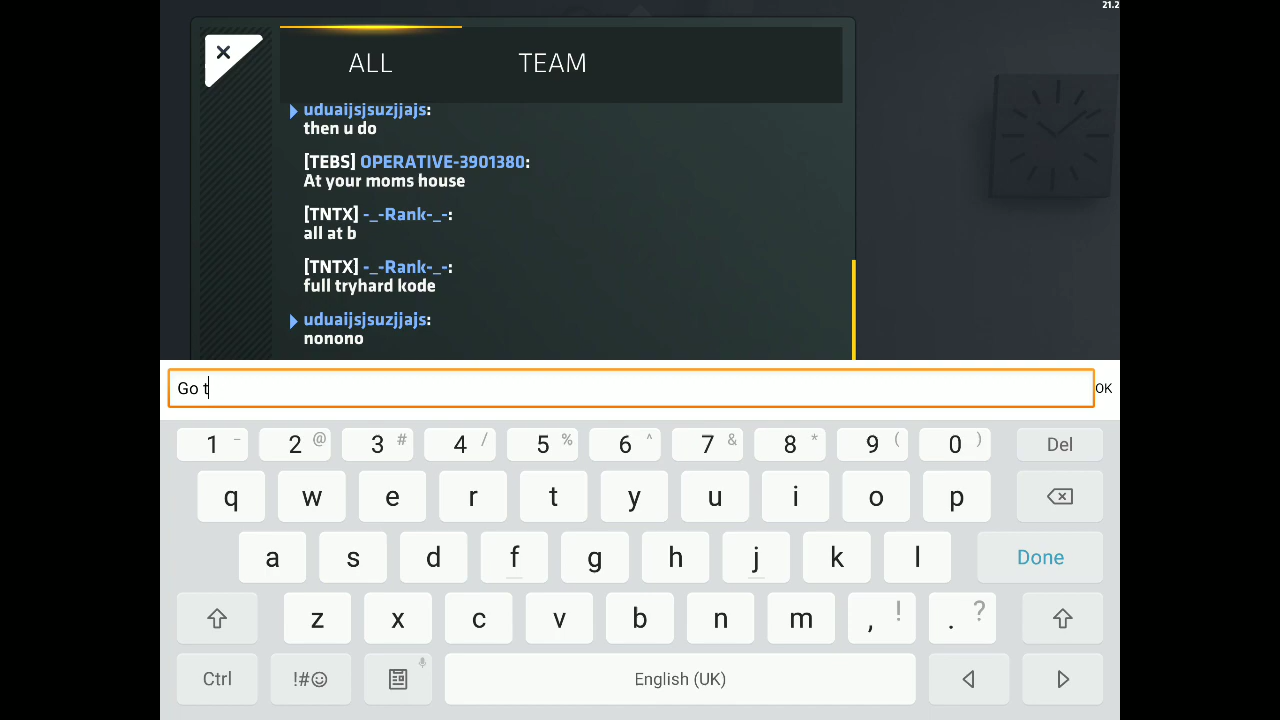 21.2
ALL TEAM
uduaijsjsuzjjajs:
then u do
[TEBS] OPERATIVE-3901380:
At your moms house
[TNTX] -_-Rank-_-:
all at b
[TNTX] -_-Rank-_-:
full tryhard kode
uduaijsjsuzjjajs:
nonono
Go t
OK
1 – 2 @ 3 # 4 / 5 % 6 ^ 7 & 8 * 9 ( 0 ) Del
q w e r t y u i o p
a s d f g h j k l Done
z x c v b n m , ! . ?
Ctrl !#☺ English (UK)